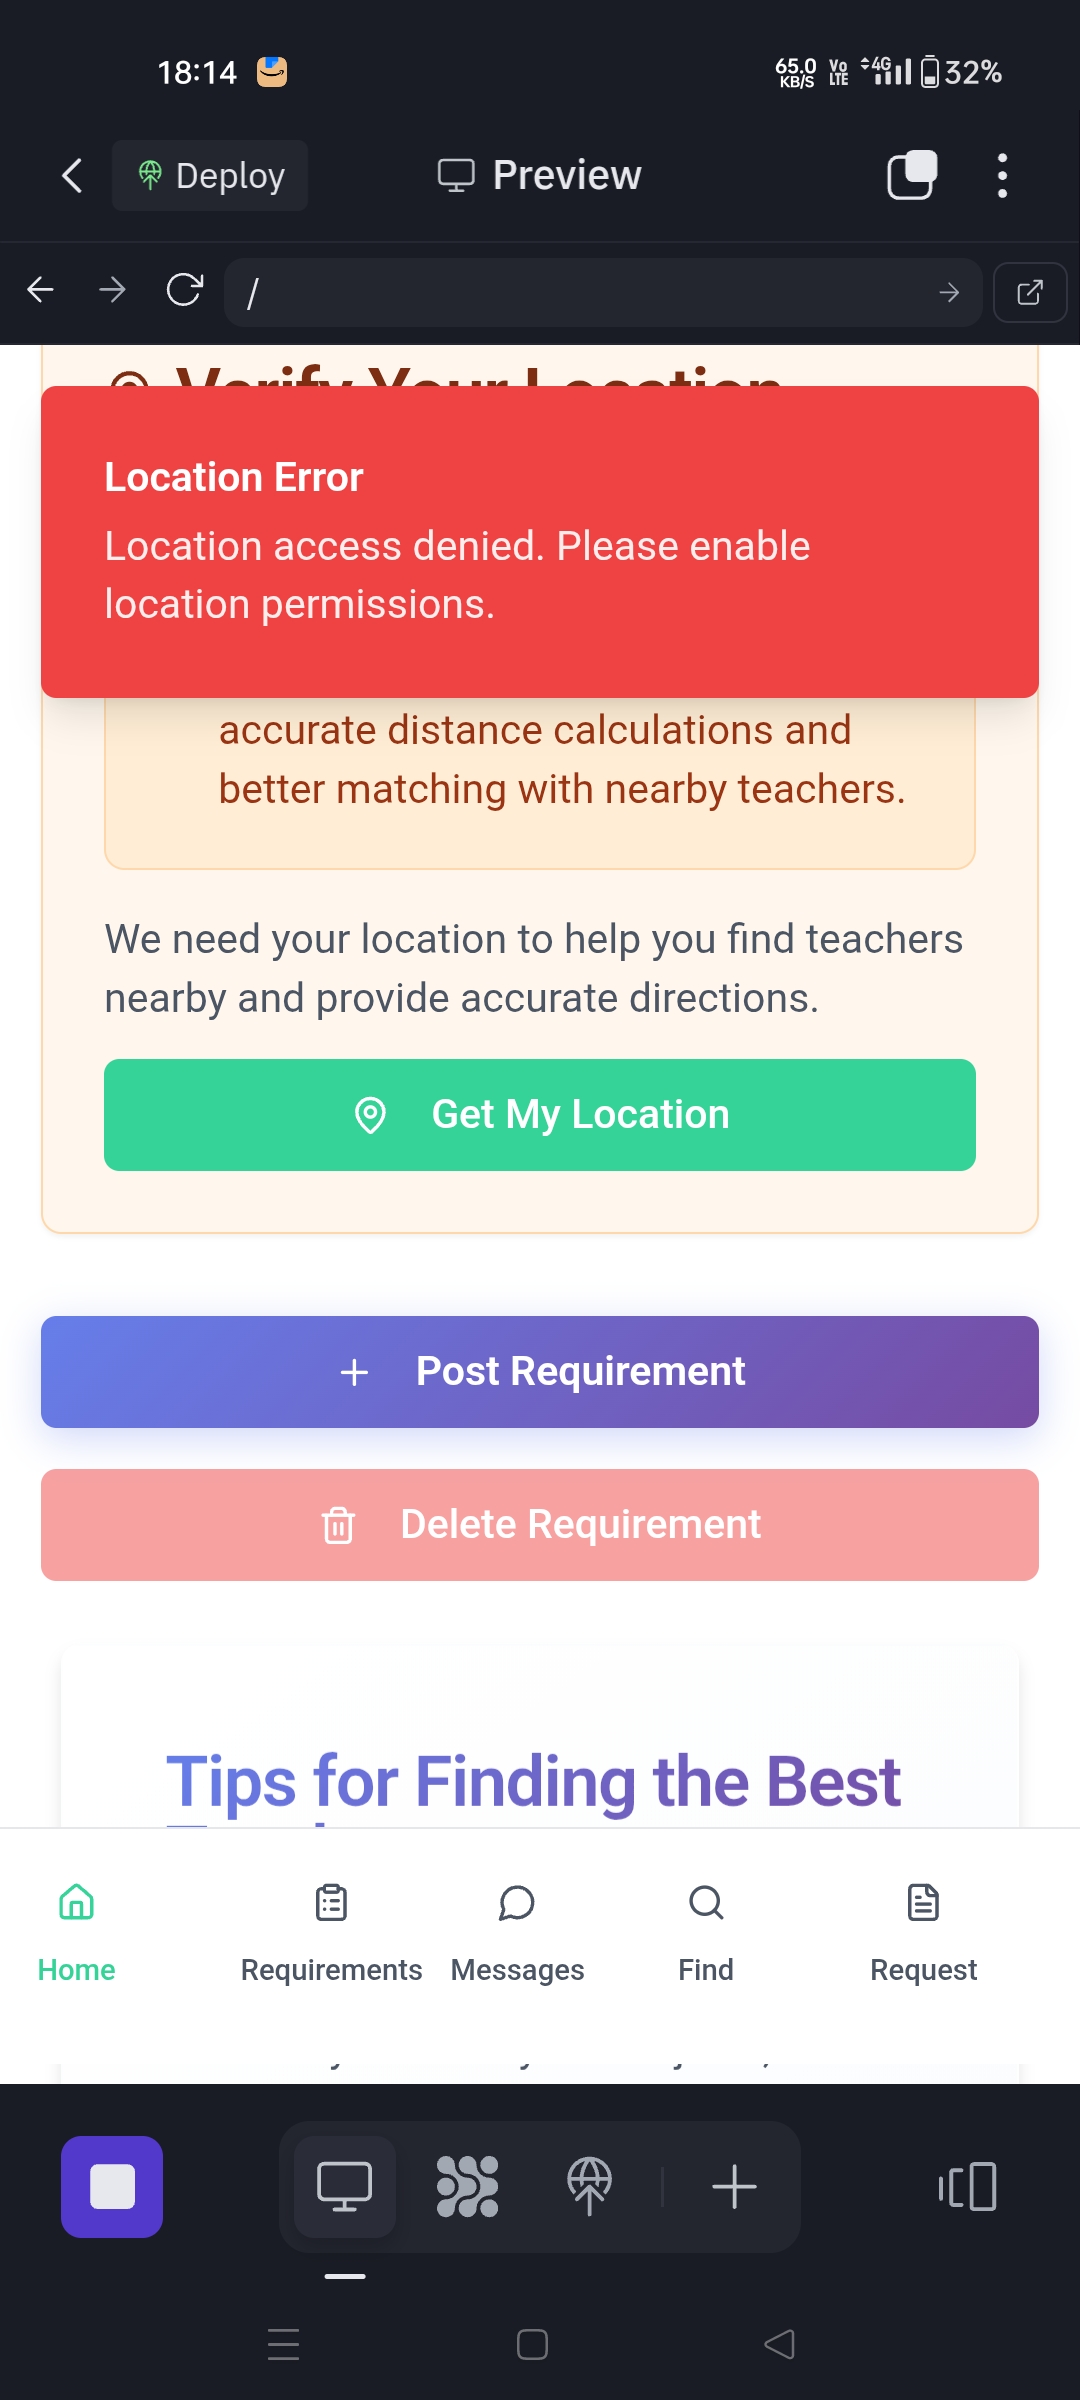 18:14
65.0
KB/S
Vo
LTE
4G
32%
Deploy
Preview
/
Verify Your Location
Location Error
Location access denied. Please enable
location permissions.
accurate distance calculations and
better matching with nearby teachers.
We need your location to help you find teachers
nearby and provide accurate directions.
Get My Location
Post Requirement
Delete Requirement
Tips for Finding the Best
Home
Requirements
Messages
Find
Request